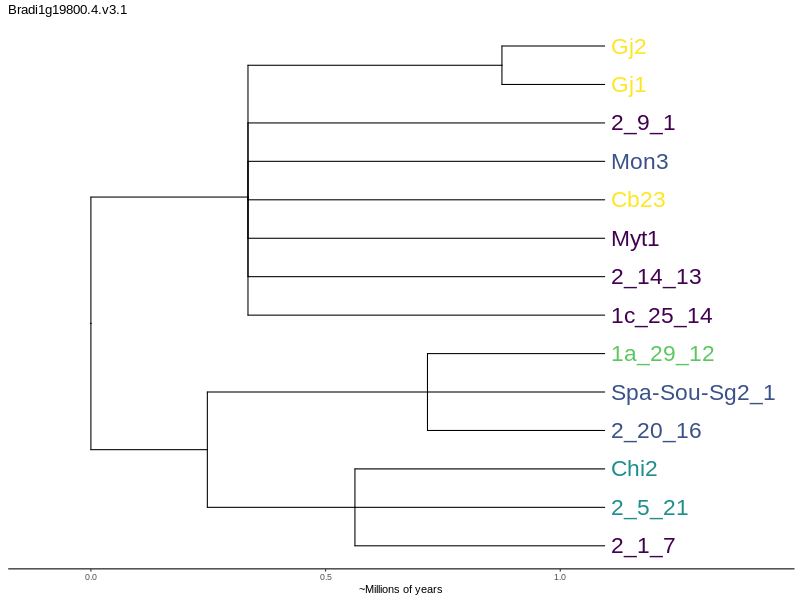 Bradi1g19800.4.v3.1
Gj2
Gj1
2_9_1
Mon3
Cb23
Myt1
2_14_13
1c_25_14
1a_29_12
Spa-Sou-Sg2_1
2_20_16
Chi2
2_5_21
2_1_7
0.0 0.5 1.0
~Millions of years